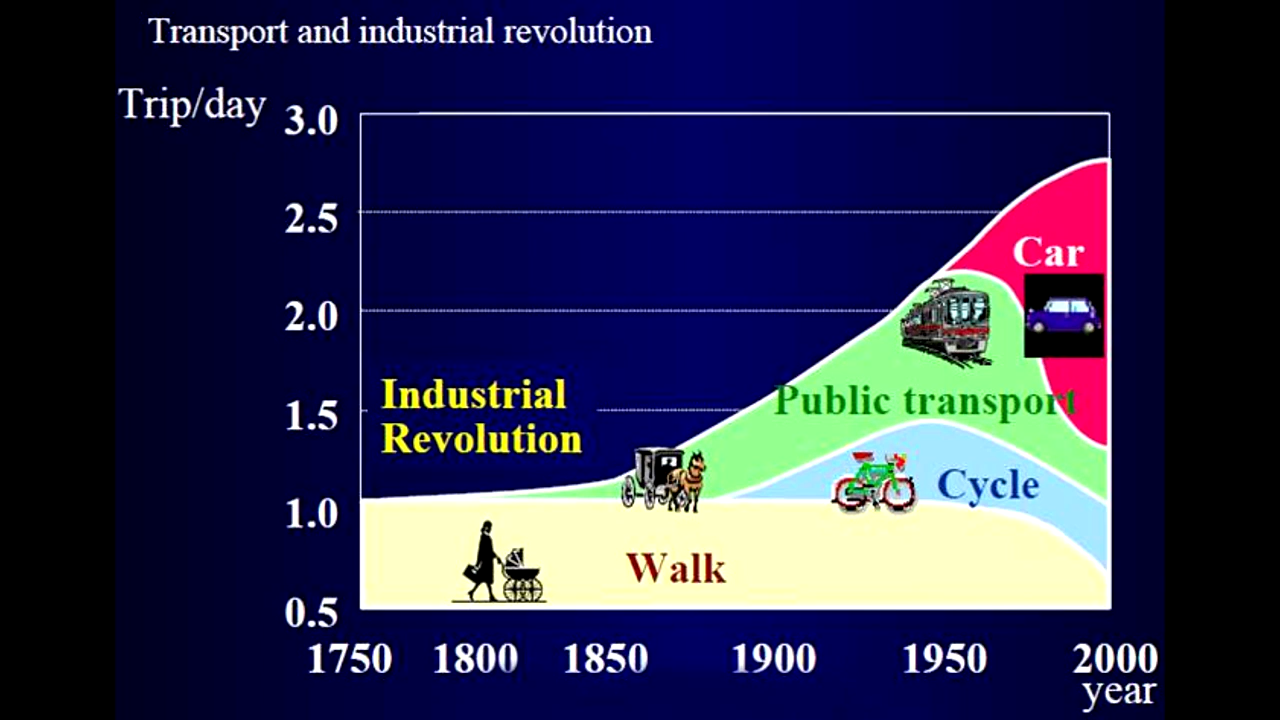 Transport and industrial revolution
Trip/day
3.0
2.5
2.0
1.5
1.0
0.5
Car
Public transport
Industrial
Revolution
Cycle
Walk
1750 1800 1850 1900 1950 2000
year